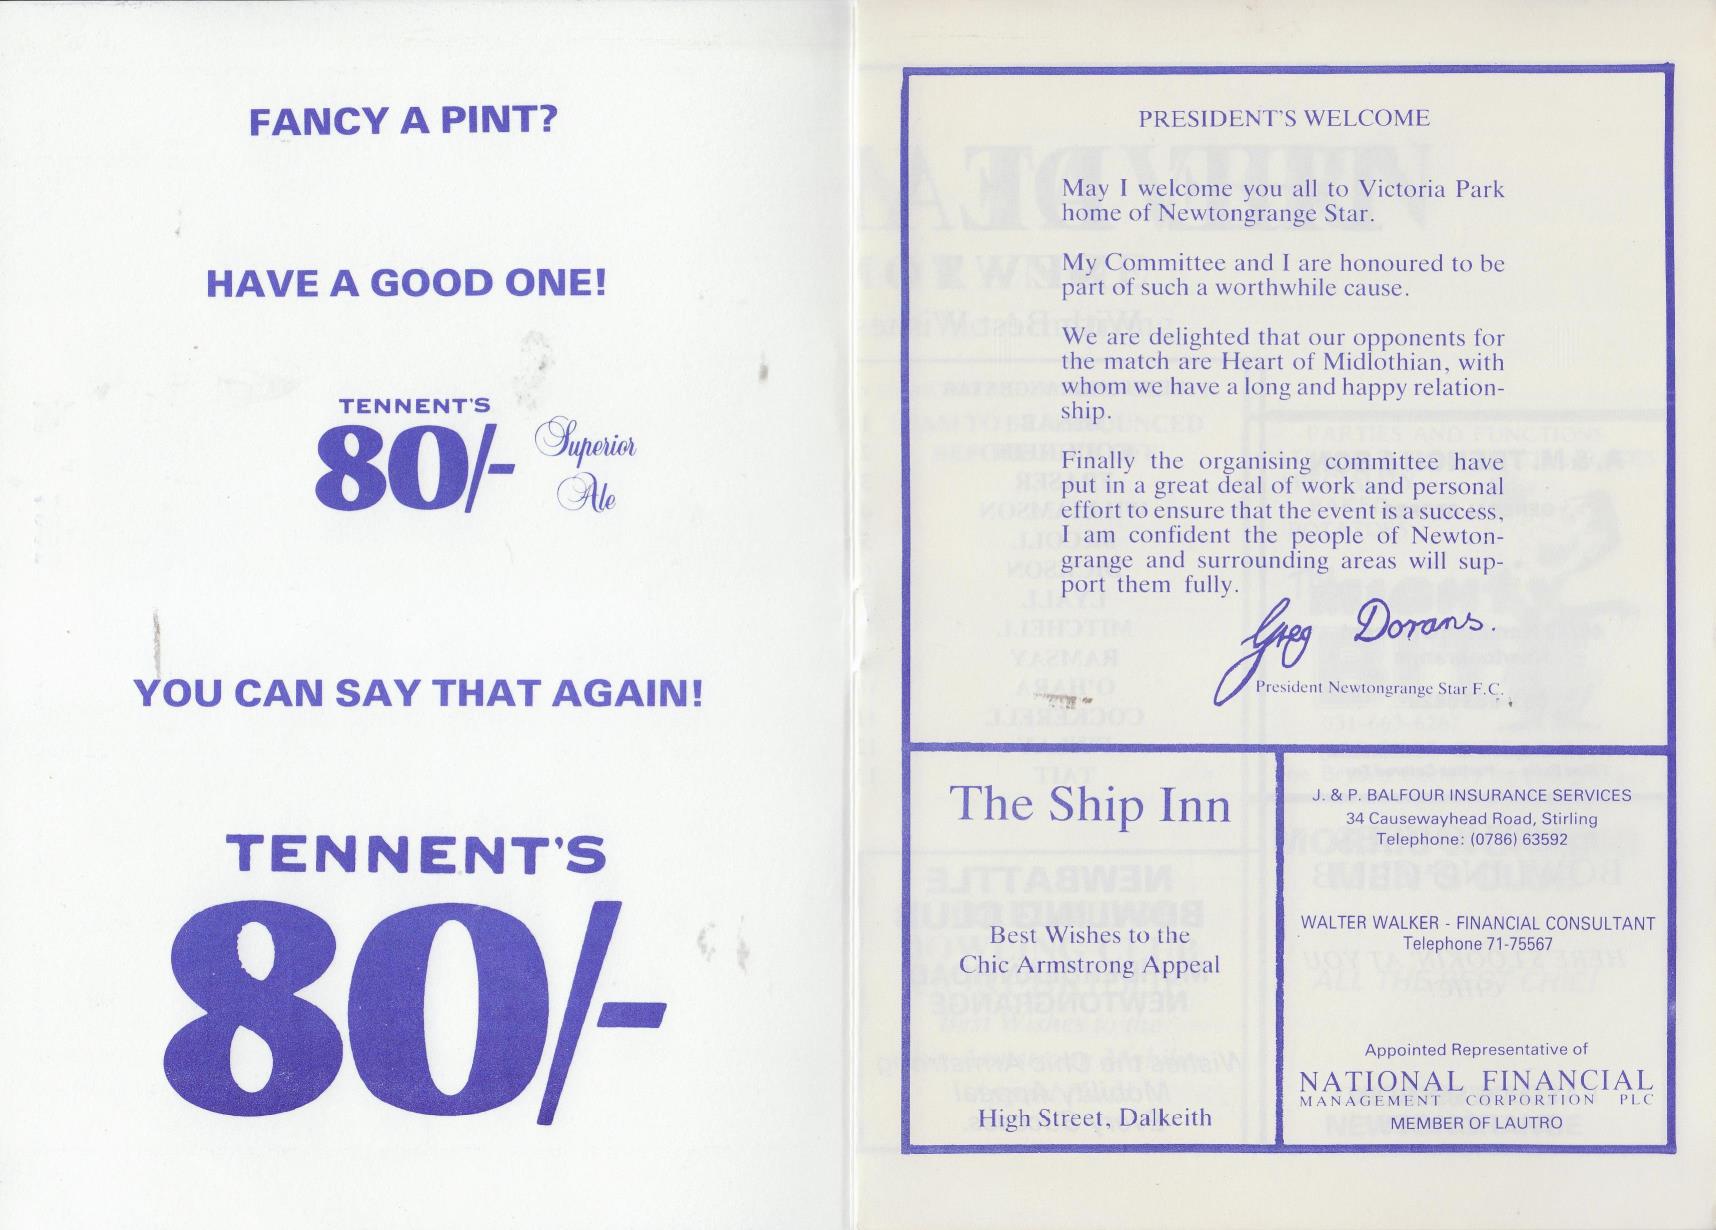 FANCY A PINT?
HAVE A GOOD ONE!
TENNENT'S
80/-
Superior
Ale
YOU CAN SAY THAT AGAIN!
TENNENT'S
80/-
PRESIDENT'S WELCOME
May I welcome you all to Victoria Park
home of Newtongrange Star.
My Committee and I are honoured to be
part of such a worthwhile cause.
We are delighted that our opponents for
the match are Heart of Midlothian, with
whom we have a long and happy relation-
ship.
Finally the organising committee have
put in a great deal of work and personal
effort to ensure that the event is a success,
I am confident the people of Newton-
grange and surrounding areas will sup-
port them fully.
Greg Dorans.
President Newtongrange Star F.C.
The Ship Inn
Best Wishes to the
Chic Armstrong Appeal
High Street, Dalkeith
J. & P. BALFOUR INSURANCE SERVICES
34 Causewayhead Road, Stirling
Telephone: (0786) 63592
WALTER WALKER - FINANCIAL CONSULTANT
Telephone 71-75567
Appointed Representative of
NATIONAL FINANCIAL
MANAGEMENT CORPORTION PLC
MEMBER OF LAUTRO